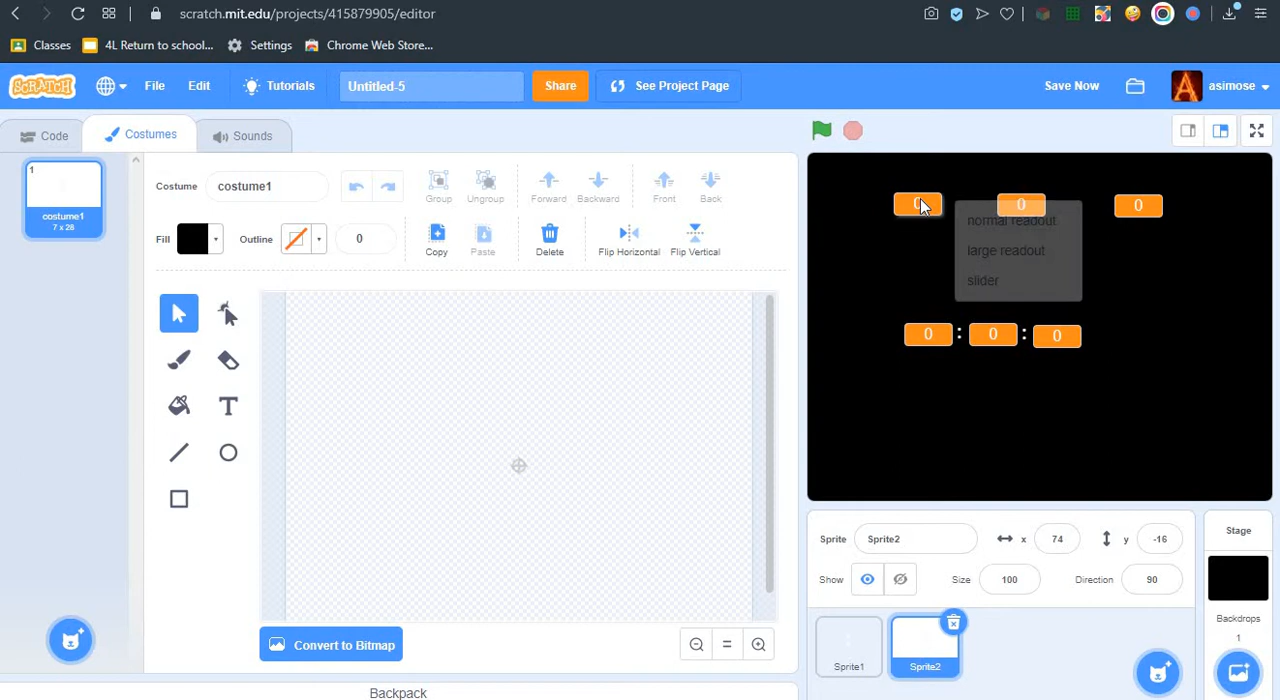 scratch.mit.edu/projects/415879905/editor
Classes 4L Return to school... Settings Chrome Web Store...
SCRATCH File Edit Tutorials Untitled-5 Share See Project Page Save Now asimose
Code Costumes Sounds
1
costume1
7 x 28
Costume costume1 Group Ungroup Forward Backward Front Back
Fill Outline 0 Copy Paste Delete Flip Horizontal Flip Vertical
0 0 0
normal readout
large readout
slider
0 : 0 : 0
Convert to Bitmap
Backpack
Sprite Sprite2 x 74 y -16
Show Size 100 Direction 90
Sprite1 Sprite2
Stage
Backdrops
1